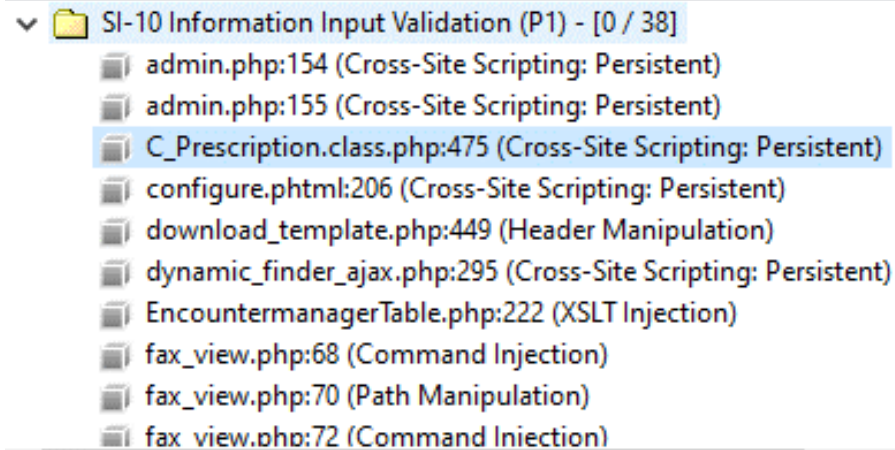 SI-10 Information Input Validation (P1) - [0 / 38]
admin.php:154 (Cross-Site Scripting: Persistent)
admin.php:155 (Cross-Site Scripting: Persistent)
C_Prescription.class.php:475 (Cross-Site Scripting: Persistent)
configure.phtml:206 (Cross-Site Scripting: Persistent)
download_template.php:449 (Header Manipulation)
dynamic_finder_ajax.php:295 (Cross-Site Scripting: Persistent)
EncountermanagerTable.php:222 (XSLT Injection)
fax_view.php:68 (Command Injection)
fax_view.php:70 (Path Manipulation)
fax_view.php:72 (Command Injection)